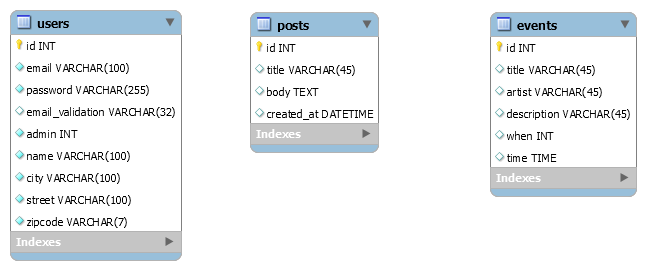 users
id INT
email VARCHAR(100)
password VARCHAR(255)
email_validation VARCHAR(32)
admin INT
name VARCHAR(100)
city VARCHAR(100)
street VARCHAR(100)
zipcode VARCHAR(7)
Indexes
posts
id INT
title VARCHAR(45)
body TEXT
created_at DATETIME
Indexes
events
id INT
title VARCHAR(45)
artist VARCHAR(45)
description VARCHAR(45)
when INT
time TIME
Indexes